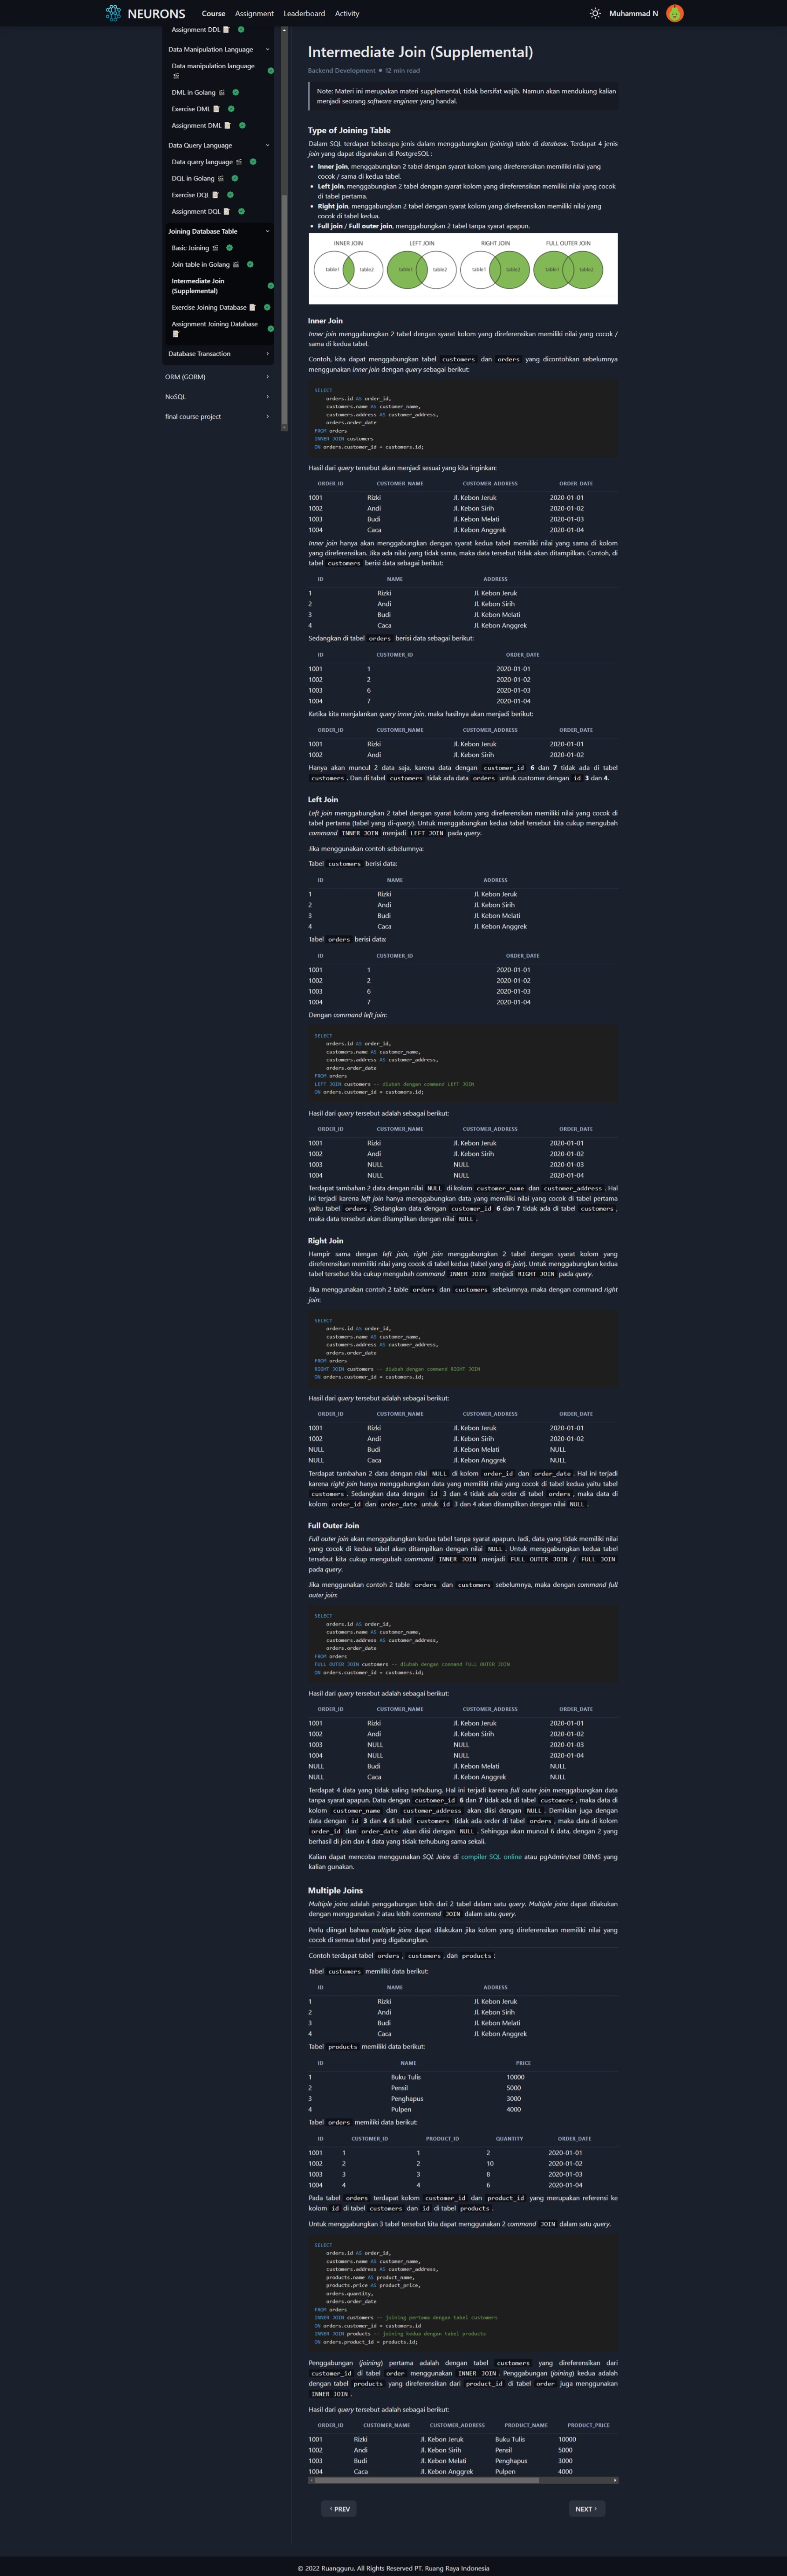 NEURONS Course Assignment Leaderboard Activity Muhammad N
Assignment DDL
Data Manipulation Language
Data manipulation language
DML in Golang
Exercise DML
Assignment DML
Data Query Language
Data query language
DQL in Golang
Exercise DQL
Assignment DQL
Joining Database Table
Basic Joining
Join table in Golang
Intermediate Join
(Supplemental)
Exercise Joining Database
Assignment Joining Database
Database Transaction
ORM (GORM)
NoSQL
final course project
Intermediate Join (Supplemental)
Backend Development • 12 min read
Note: Materi ini merupakan materi supplemental, tidak bersifat wajib. Namun akan mendukung kalian
menjadi seorang software engineer yang handal.
Type of Joining Table
Dalam SQL terdapat beberapa jenis dalam menggabungkan (joining) table di database. Terdapat 4 jenis
join yang dapat digunakan di PostgreSQL :
• Inner join, menggabungkan 2 tabel dengan syarat kolom yang direferensikan memiliki nilai yang
cocok / sama di kedua tabel.
• Left join, menggabungkan 2 tabel dengan syarat kolom yang direferensikan memiliki nilai yang cocok
di tabel pertama.
• Right join, menggabungkan 2 tabel dengan syarat kolom yang direferensikan memiliki nilai yang
cocok di tabel kedua.
• Full join / Full outer join, menggabungkan 2 tabel tanpa syarat apapun.
INNER JOIN LEFT JOIN RIGHT JOIN FULL OUTER JOIN
table1 table2 table1 table2 table1 table2 table1 table2
Inner Join
Inner join menggabungkan 2 tabel dengan syarat kolom yang direferensikan memiliki nilai yang cocok /
sama di kedua tabel.
Contoh, kita dapat menggabungkan tabel customers dan orders yang dicontohkan sebelumnya
menggunakan inner join dengan query sebagai berikut:
SELECT
orders.id AS order_id,
customers.name AS customer_name,
customers.address AS customer_address,
orders.order_date
FROM orders
INNER JOIN customers
ON orders.customer_id = customers.id;
Hasil dari query tersebut akan menjadi sesuai yang kita inginkan:
ORDER_ID CUSTOMER_NAME CUSTOMER_ADDRESS ORDER_DATE
1001 Rizki Jl. Kebon Jeruk 2020-01-01
1002 Andi Jl. Kebon Sirih 2020-01-02
1003 Budi Jl. Kebon Melati 2020-01-03
1004 Caca Jl. Kebon Anggrek 2020-01-04
Inner join hanya akan menggabungkan dengan syarat kedua tabel memiliki nilai yang sama di kolom
yang direferensikan. Jika ada nilai yang tidak sama, maka data tersebut tidak akan ditampilkan. Contoh, di
tabel customers berisi data sebagai berikut:
ID NAME ADDRESS
1 Rizki Jl. Kebon Jeruk
2 Andi Jl. Kebon Sirih
3 Budi Jl. Kebon Melati
4 Caca Jl. Kebon Anggrek
Sedangkan di tabel orders berisi data sebagai berikut:
ID CUSTOMER_ID ORDER_DATE
1001 1 2020-01-01
1002 2 2020-01-02
1003 6 2020-01-03
1004 7 2020-01-04
Ketika kita menjalankan query inner join, maka hasilnya akan menjadi berikut:
ORDER_ID CUSTOMER_NAME CUSTOMER_ADDRESS ORDER_DATE
1001 Rizki Jl. Kebon Jeruk 2020-01-01
1002 Andi Jl. Kebon Sirih 2020-01-02
Hanya akan muncul 2 data saja, karena data dengan customer_id 6 dan 7 tidak ada di tabel
customers . Dan di tabel customers tidak ada data orders untuk customer dengan id 3 dan 4.
Left Join
Left join menggabungkan 2 tabel dengan syarat kolom yang direferensikan memiliki nilai yang cocok di
tabel pertama (tabel yang di-query). Untuk menggabungkan kedua tabel tersebut kita cukup mengubah
command INNER JOIN menjadi LEFT JOIN pada query.
Jika menggunakan contoh sebelumnya:
Tabel customers berisi data:
ID NAME ADDRESS
1 Rizki Jl. Kebon Jeruk
2 Andi Jl. Kebon Sirih
3 Budi Jl. Kebon Melati
4 Caca Jl. Kebon Anggrek
Tabel orders berisi data:
ID CUSTOMER_ID ORDER_DATE
1001 1 2020-01-01
1002 2 2020-01-02
1003 6 2020-01-03
1004 7 2020-01-04
Dengan command left join:
SELECT
orders.id AS order_id,
customers.name AS customer_name,
customers.address AS customer_address,
orders.order_date
FROM orders
LEFT JOIN customers -- diubah dengan command LEFT JOIN
ON orders.customer_id = customers.id;
Hasil dari query tersebut adalah sebagai berikut:
ORDER_ID CUSTOMER_NAME CUSTOMER_ADDRESS ORDER_DATE
1001 Rizki Jl. Kebon Jeruk 2020-01-01
1002 Andi Jl. Kebon Sirih 2020-01-02
1003 NULL NULL 2020-01-03
1004 NULL NULL 2020-01-04
Terdapat tambahan 2 data dengan nilai NULL di kolom customer_name dan customer_address . Hal
ini terjadi karena left join hanya menggabungkan data yang memiliki nilai yang cocok di tabel pertama
yaitu tabel orders . Sedangkan data dengan customer_id 6 dan 7 tidak ada di tabel customers ,
maka data tersebut akan ditampilkan dengan nilai NULL .
Right Join
Hampir sama dengan left join, right join menggabungkan 2 tabel dengan syarat kolom yang
direferensikan memiliki nilai yang cocok di tabel kedua (tabel yang di-join). Untuk menggabungkan kedua
tabel tersebut kita cukup mengubah command INNER JOIN menjadi RIGHT JOIN pada query.
Jika menggunakan contoh 2 table orders dan customers sebelumnya, maka dengan command right
join:
SELECT
orders.id AS order_id,
customers.name AS customer_name,
customers.address AS customer_address,
orders.order_date
FROM orders
RIGHT JOIN customers -- diubah dengan command RIGHT JOIN
ON orders.customer_id = customers.id;
Hasil dari query tersebut adalah sebagai berikut:
ORDER_ID CUSTOMER_NAME CUSTOMER_ADDRESS ORDER_DATE
1001 Rizki Jl. Kebon Jeruk 2020-01-01
1002 Andi Jl. Kebon Sirih 2020-01-02
NULL Budi Jl. Kebon Melati NULL
NULL Caca Jl. Kebon Anggrek NULL
Terdapat tambahan 2 data dengan nilai NULL di kolom order_id dan order_date . Hal ini terjadi
karena right join hanya menggabungkan data yang memiliki nilai yang cocok di tabel kedua yaitu tabel
customers . Sedangkan data dengan id 3 dan 4 tidak ada order di tabel orders , maka data di
kolom order_id dan order_date untuk id 3 dan 4 akan ditampilkan dengan nilai NULL .
Full Outer Join
Full outer join akan menggabungkan kedua tabel tanpa syarat apapun. Jadi, data yang tidak memiliki nilai
yang cocok di kedua tabel akan ditampilkan dengan nilai NULL . Untuk menggabungkan kedua tabel
tersebut kita cukup mengubah command INNER JOIN menjadi FULL OUTER JOIN / FULL JOIN
pada query.
Jika menggunakan contoh 2 table orders dan customers sebelumnya, maka dengan command full
outer join:
SELECT
orders.id AS order_id,
customers.name AS customer_name,
customers.address AS customer_address,
orders.order_date
FROM orders
FULL OUTER JOIN customers -- diubah dengan command FULL OUTER JOIN
ON orders.customer_id = customers.id;
Hasil dari query tersebut adalah sebagai berikut:
ORDER_ID CUSTOMER_NAME CUSTOMER_ADDRESS ORDER_DATE
1001 Rizki Jl. Kebon Jeruk 2020-01-01
1002 Andi Jl. Kebon Sirih 2020-01-02
1003 NULL NULL 2020-01-03
1004 NULL NULL 2020-01-04
NULL Budi Jl. Kebon Melati NULL
NULL Caca Jl. Kebon Anggrek NULL
Terdapat 4 data yang tidak saling terhubung. Hal ini terjadi karena full outer join menggabungkan data
tanpa syarat apapun. Data dengan customer_id 6 dan 7 tidak ada di tabel customers , maka data di
kolom customer_name dan customer_address akan diisi dengan NULL . Demikian juga dengan
data dengan id 3 dan 4 di tabel customers tidak ada order di tabel orders , maka data di kolom
order_id dan order_date akan diisi dengan NULL . Sehingga akan muncul 6 data, dengan 2 yang
berhasil di join dan 4 data yang tidak terhubung sama sekali.
Kalian dapat mencoba menggunakan SQL Joins di compiler SQL online atau pgAdmin/tool DBMS yang
kalian gunakan.
Multiple Joins
Multiple joins adalah penggabungan lebih dari 2 tabel dalam satu query. Multiple joins dapat dilakukan
dengan menggunakan 2 atau lebih command JOIN dalam satu query.
Perlu diingat bahwa multiple joins dapat dilakukan jika kolom yang direferensikan memiliki nilai yang
cocok di semua tabel yang digabungkan.
Contoh terdapat tabel orders , customers , dan products :
Tabel customers memiliki data berikut:
ID NAME ADDRESS
1 Rizki Jl. Kebon Jeruk
2 Andi Jl. Kebon Sirih
3 Budi Jl. Kebon Melati
4 Caca Jl. Kebon Anggrek
Tabel products memiliki data berikut:
ID NAME PRICE
1 Buku Tulis 10000
2 Pensil 5000
3 Penghapus 3000
4 Pulpen 4000
Tabel orders memiliki data berikut:
ID CUSTOMER_ID PRODUCT_ID QUANTITY ORDER_DATE
1001 1 1 2 2020-01-01
1002 2 2 10 2020-01-02
1003 3 3 8 2020-01-03
1004 4 4 6 2020-01-04
Pada tabel orders terdapat kolom customer_id dan product_id yang merupakan referensi ke
kolom id di tabel customers dan id di tabel products .
Untuk menggabungkan 3 tabel tersebut kita dapat menggunakan 2 command JOIN dalam satu query.
SELECT
orders.id AS order_id,
customers.name AS customer_name,
customers.address AS customer_address,
products.name AS product_name,
products.price AS product_price,
orders.quantity,
orders.order_date
FROM orders
INNER JOIN customers -- joining pertama dengan tabel customers
ON orders.customer_id = customers.id
INNER JOIN products -- joining kedua dengan tabel products
ON orders.product_id = products.id;
Penggabungan (joining) pertama adalah dengan tabel customers yang direferensikan dari
customer_id di tabel order menggunakan INNER JOIN . Penggabungan (joining) kedua adalah
dengan tabel products yang direferensikan dari product_id di tabel order juga menggunakan
INNER JOIN .
Hasil dari query tersebut adalah sebagai berikut:
ORDER_ID CUSTOMER_NAME CUSTOMER_ADDRESS PRODUCT_NAME PRODUCT_PRICE
1001 Rizki Jl. Kebon Jeruk Buku Tulis 10000
1002 Andi Jl. Kebon Sirih Pensil 5000
1003 Budi Jl. Kebon Melati Penghapus 3000
1004 Caca Jl. Kebon Anggrek Pulpen 4000
‹ PREV NEXT ›
© 2022 Ruangguru. All Rights Reserved PT. Ruang Raya Indonesia